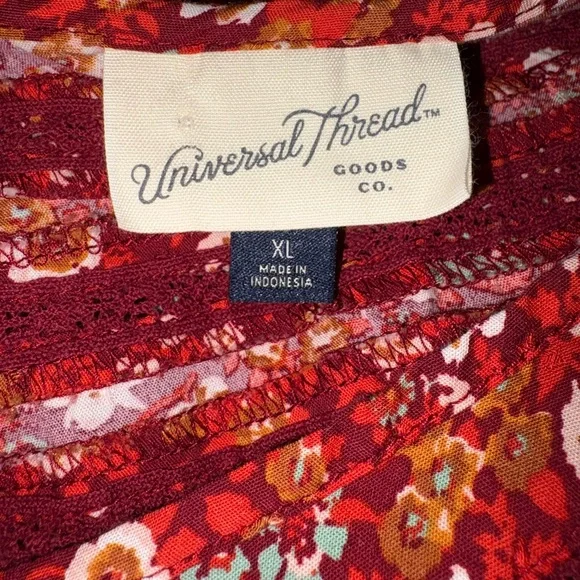 Universal Thread™
GOODS
CO.
XL
MADE IN
INDONESIA